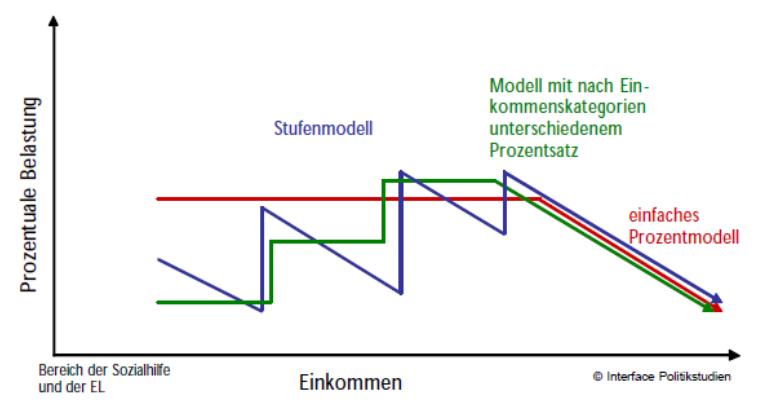 Prozentuale Belastung
Stufenmodell
Modell mit nach Ein-
kommenskategorien
unterschiedenem
Prozentsatz
einfaches
Prozentmodell
Bereich der Sozialhilfe
und der EL
Einkommen
© Interface Politikstudien